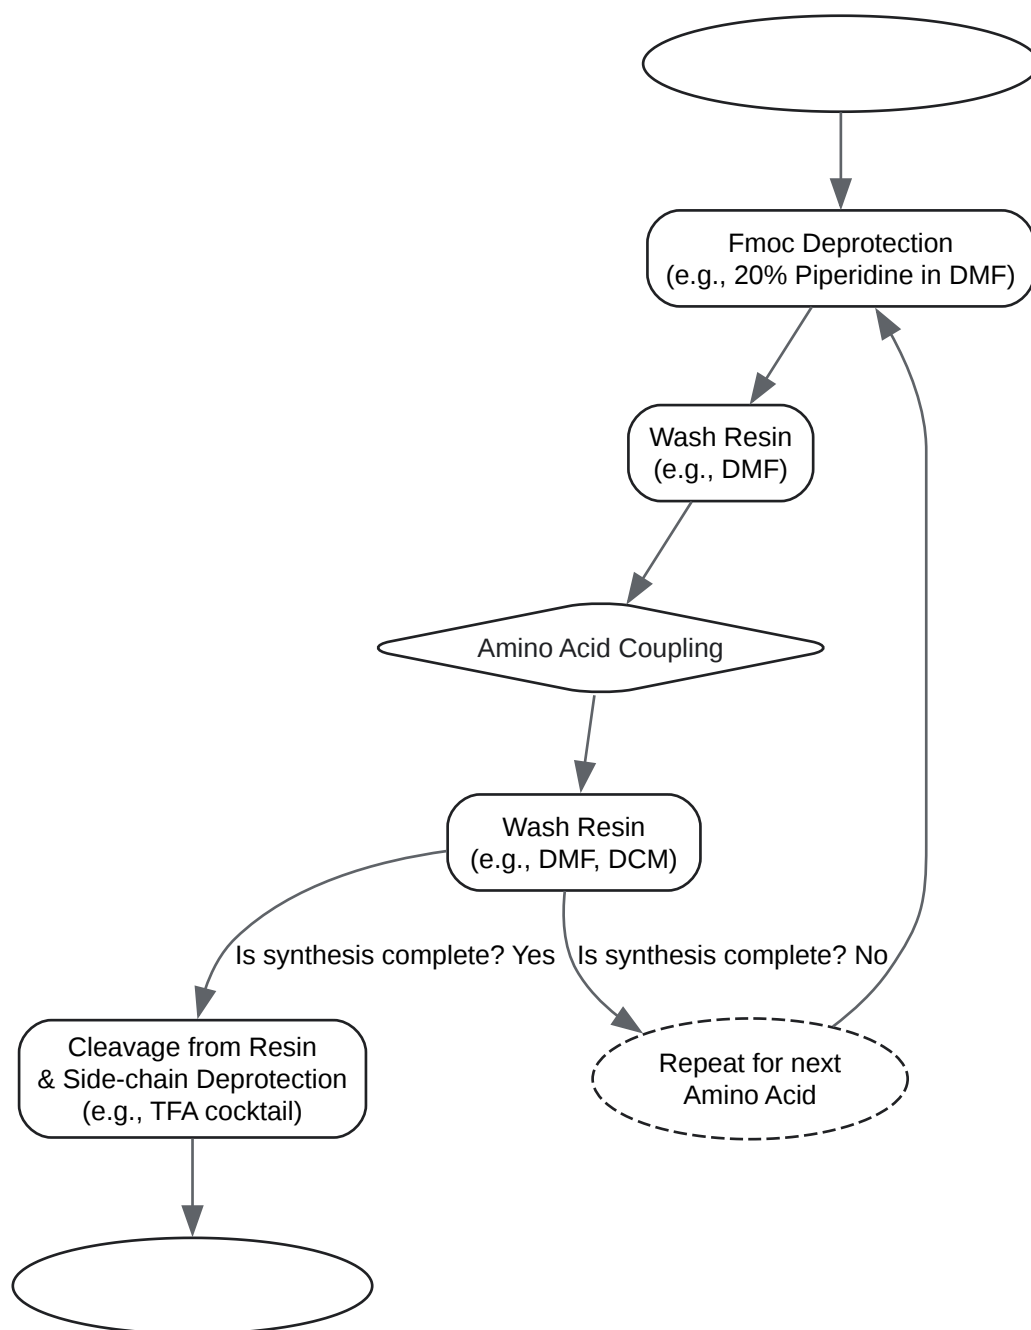 Fmoc Deprotection
(e.g., 20% Piperidine in DMF)
Wash Resin
(e.g., DMF)
Amino Acid Coupling
Wash Resin
(e.g., DMF, DCM)
Is synthesis complete? Yes
Is synthesis complete? No
Cleavage from Resin
& Side-chain Deprotection
(e.g., TFA cocktail)
Repeat for next
Amino Acid